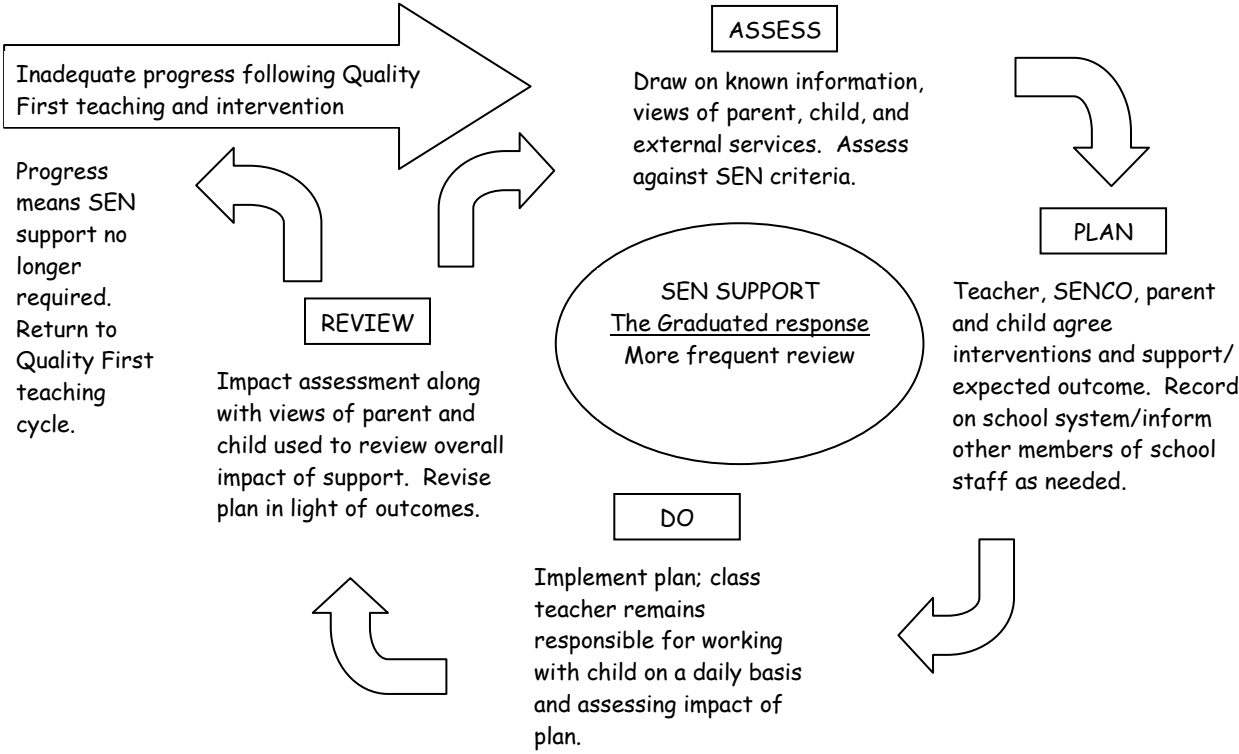 Inadequate progress following Quality
First teaching and intervention
ASSESS
Draw on known information,
views of parent, child, and
external services.  Assess
against SEN criteria.
PLAN
Teacher, SENCO, parent
and child agree
interventions and support/
expected outcome.  Record
on school system/inform
other members of school
staff as needed.
SEN SUPPORT
The Graduated response
More frequent review
DO
Implement plan; class
teacher remains
responsible for working
with child on a daily basis
and assessing impact of
plan.
REVIEW
Impact assessment along
with views of parent and
child used to review overall
impact of support.  Revise
plan in light of outcomes.
Progress
means SEN
support no
longer
required.
Return to
Quality First
teaching
cycle.